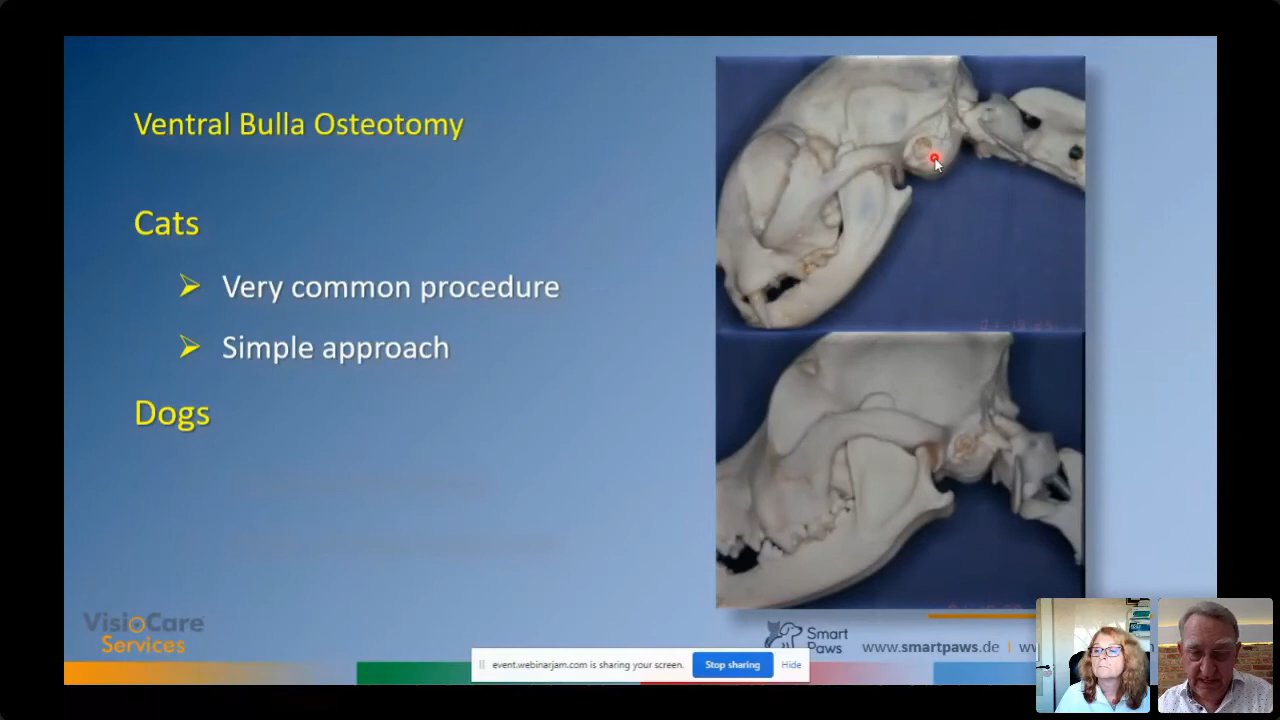 Ventral Bulla Osteotomy
Cats
Very common procedure
Simple approach
Dogs
VisioCare
Services
Smart
Paws
www.smartpaws.de
event.webinarjam.com is sharing your screen.
Stop sharing
Hide